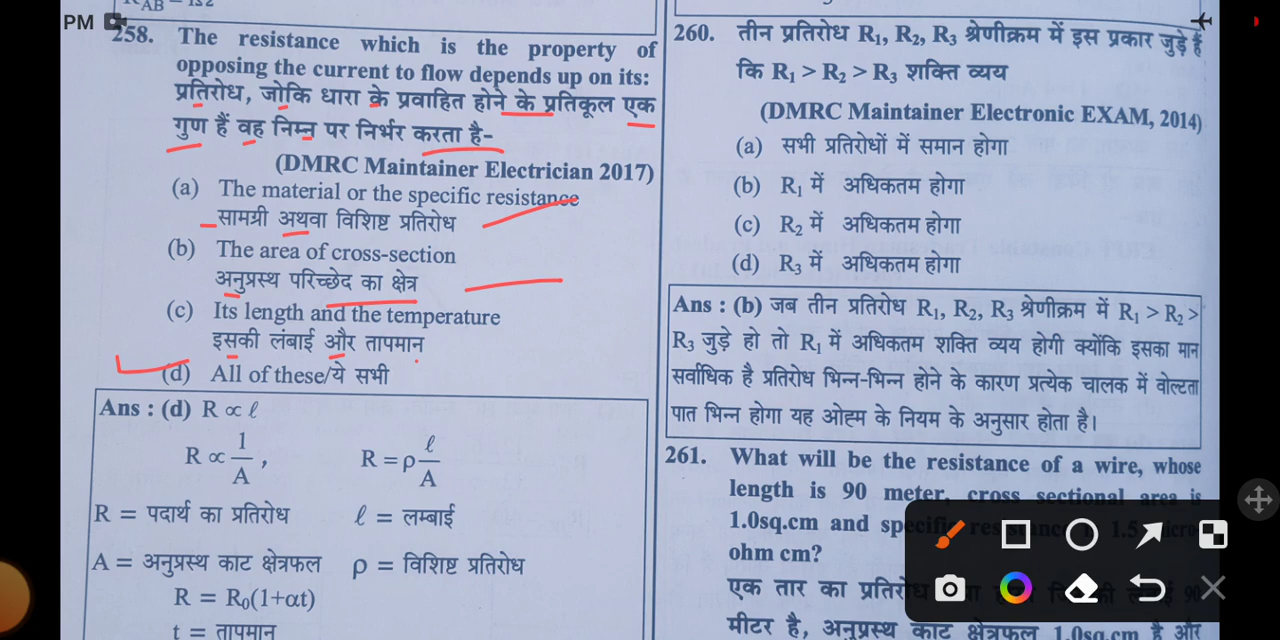 PM
258. The resistance which is the property of
opposing the current to flow depends up on its:
प्रतिरोध, जोकि धारा के प्रवाहित होने के प्रतिकूल एक
गुण हैं वह निम्न पर निर्भर करता है-
(DMRC Maintainer Electrician 2017)
(a) The material or the specific resistance
सामग्री अथवा विशिष्ट प्रतिरोध
(b) The area of cross-section
अनुप्रस्थ परिच्छेद का क्षेत्र
(c) Its length and the temperature
इसकी लंबाई और तापमान
(d) All of these/ये सभी
Ans : (d) R ∝ ℓ
R ∝ 1/A , R = ρ ℓ/A
R = पदार्थ का प्रतिरोध ℓ = लम्बाई
A = अनुप्रस्थ काट क्षेत्रफल ρ = विशिष्ट प्रतिरोध
R = R₀(1+αt)
t = तापमान
260. तीन प्रतिरोध R₁, R₂, R₃ श्रेणीक्रम में इस प्रकार जुड़े हैं
कि R₁ > R₂ > R₃ शक्ति व्यय
(DMRC Maintainer Electronic EXAM, 2014)
(a) सभी प्रतिरोधों में समान होगा
(b) R₁ में अधिकतम होगा
(c) R₂ में अधिकतम होगा
(d) R₃ में अधिकतम होगा
Ans : (b) जब तीन प्रतिरोध R₁, R₂, R₃ श्रेणीक्रम में R₁ > R₂ >
R₃ जुड़े हो तो R₁ में अधिकतम शक्ति व्यय होगी क्योंकि इसका मान
सर्वाधिक है प्रतिरोध भिन्न-भिन्न होने के कारण प्रत्येक चालक में वोल्टता
पात भिन्न होगा यह ओह्म के नियम के अनुसार होता है।
261. What will be the resistance of a wire, whose
length is 90 meter, cross sectional area is
1.0sq.cm and
ohm cm?
एक तार का प्रतिरोध
मीटर है, अनुप्रस्थ काट क्षेत्रफल 1.0sq.cm है और